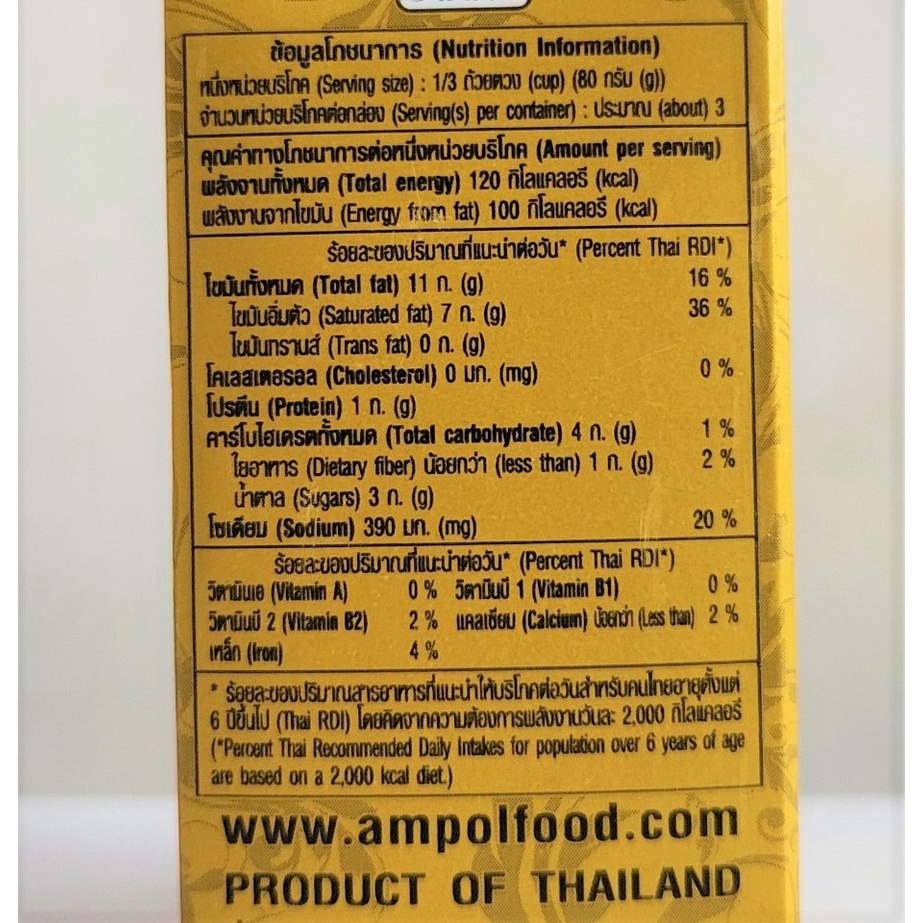 ข้อมูลโภชนาการ (Nutrition Information)
หนึ่งหน่วยบริโภค (Serving size) : 1/3 ถ้วยตวง (cup) (80 กรัม (g))
จำนวนหน่วยบริโภคต่อกล่อง (Serving(s) per container) : ประมาณ (about) 3
คุณค่าทางโภชนาการต่อหนึ่งหน่วยบริโภค (Amount per serving)
พลังงานทั้งหมด (Total energy) 120 กิโลแคลอรี (kcal)
พลังงานจากไขมัน (Energy from fat) 100 กิโลแคลอรี (kcal)
ร้อยละของปริมาณที่แนะนำต่อวัน* (Percent Thai RDI*)
ไขมันทั้งหมด (Total fat) 11 ก. (g) 16 %
ไขมันอิ่มตัว (Saturated fat) 7 ก. (g) 36 %
ไขมันทรานส์ (Trans fat) 0 ก. (g)
โคเลสเตอรอล (Cholesterol) 0 มก. (mg) 0 %
โปรตีน (Protein) 1 ก. (g)
คาร์โบไฮเดรตทั้งหมด (Total carbohydrate) 4 ก. (g) 1 %
ใยอาหาร (Dietary fiber) น้อยกว่า (less than) 1 ก. (g) 2 %
น้ำตาล (Sugars) 3 ก. (g)
โซเดียม (Sodium) 390 มก. (mg) 20 %
ร้อยละของปริมาณที่แนะนำต่อวัน* (Percent Thai RDI*)
วิตามินเอ (Vitamin A) 0 % วิตามินบี 1 (Vitamin B1) 0 %
วิตามินบี 2 (Vitamin B2) 2 % แคลเซียม (Calcium) น้อยกว่า (Less than) 2 %
เหล็ก (Iron) 4 %
* ร้อยละของปริมาณสารอาหารที่แนะนำให้บริโภคต่อวันสำหรับคนไทยอายุตั้งแต่
6 ปีขึ้นไป (Thai RDI) โดยคิดจากความต้องการพลังงานวันละ 2,000 กิโลแคลอรี
(*Percent Thai Recommended Daily Intakes for population over 6 years of age
are based on a 2,000 kcal diet.)
www.ampolfood.com
PRODUCT OF THAILAND